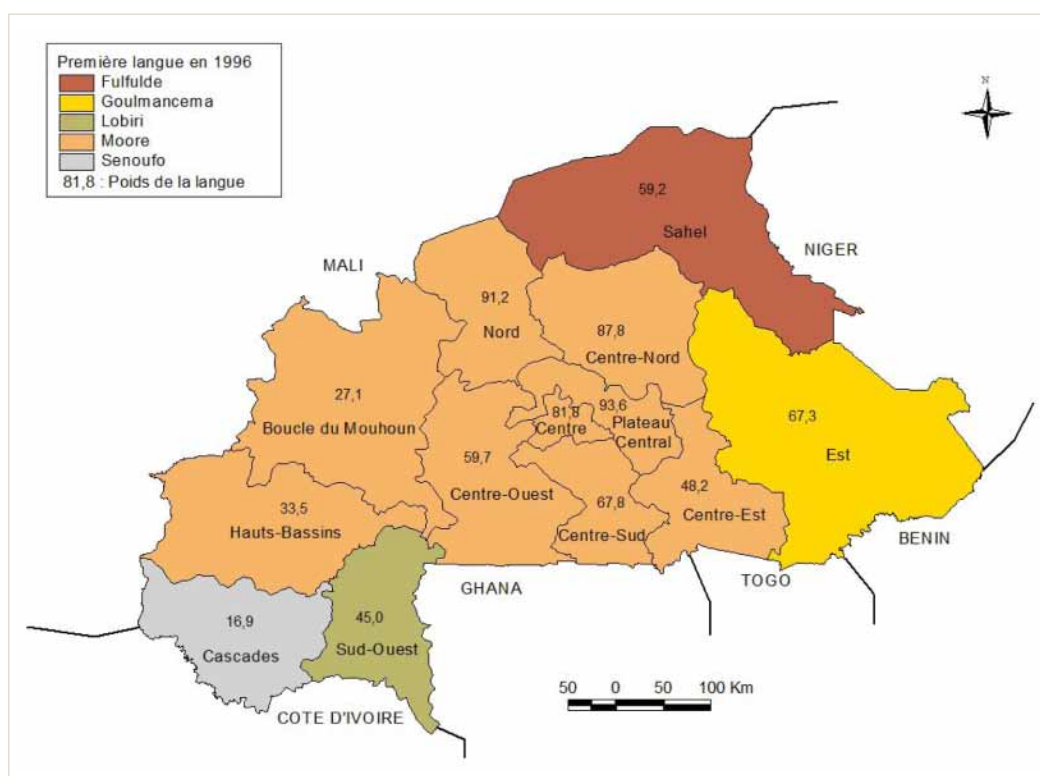 Première langue en 1996
Fulfulde
Goulmancema
Lobiri
Moore
Senoufo
81,8 : Poids de la langue
N
59,2
Sahel
NIGER
MALI
91,2
Nord
87,8
Centre-Nord
27,1
Boucle du Mouhoun
81,8
Centre
93,6
Plateau
Central
67,3
Est
59,7
Centre-Ouest
48,2
Centre-Est
67,8
Centre-Sud
33,5
Hauts-Bassins
BENIN
TOGO
GHANA
16,9
Cascades
45,0
Sud-Ouest
COTE D'IVOIRE
50 0 50 100 Km